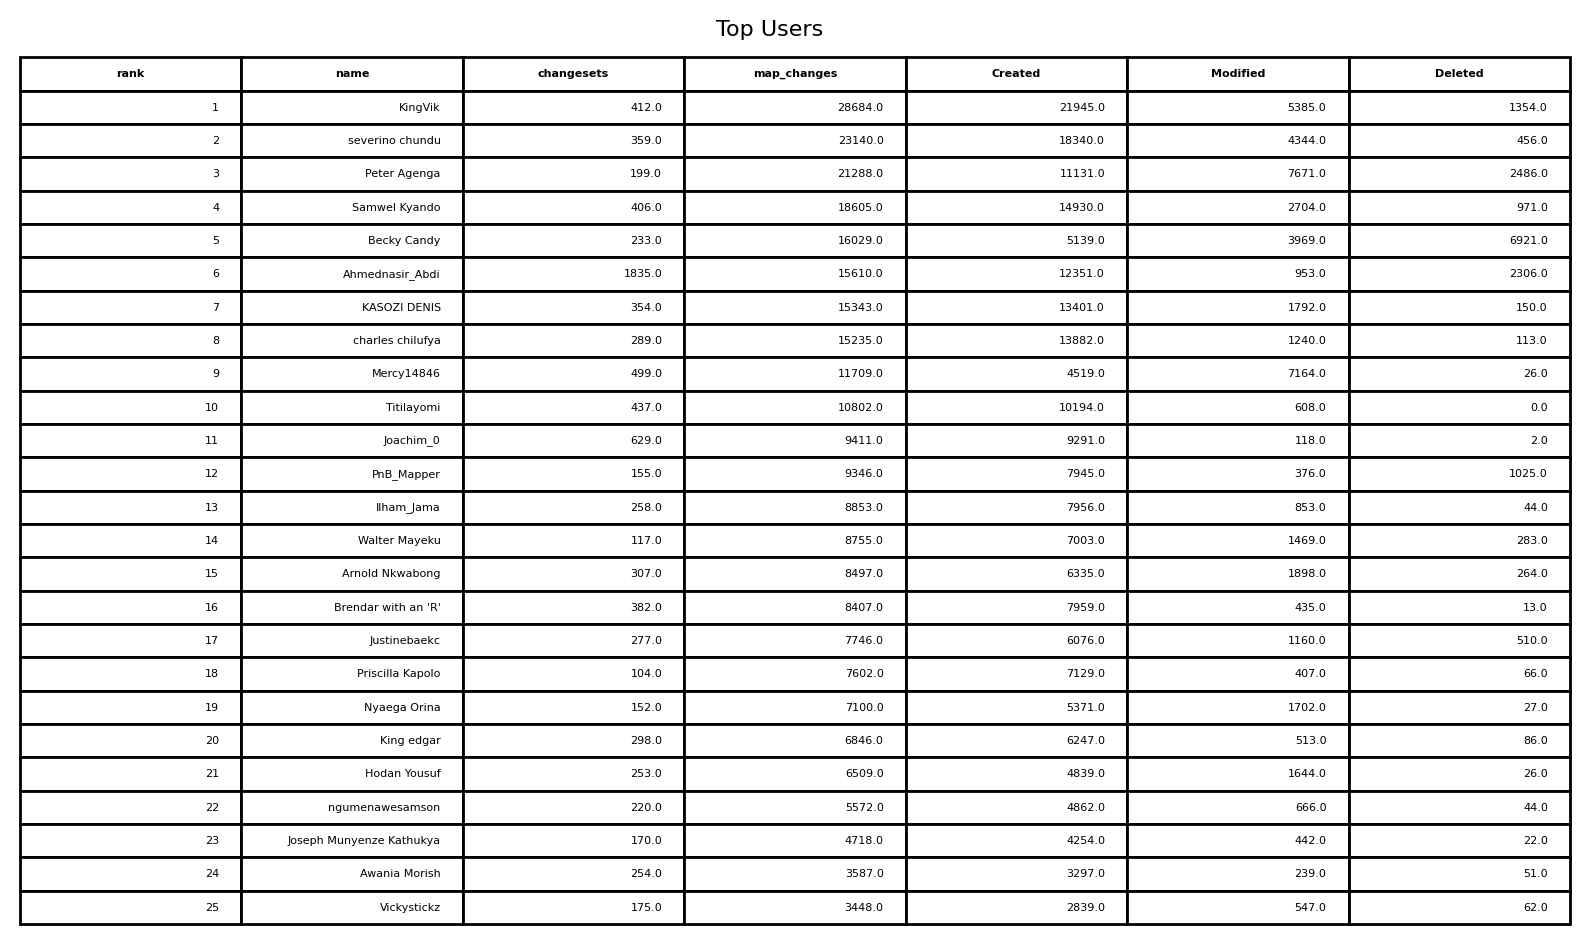 Top Users
rank name changesets map_changes Created Modified Deleted
1 KingVik 412.0 28684.0 21945.0 5385.0 1354.0
2 severino chundu 359.0 23140.0 18340.0 4344.0 456.0
3 Peter Agenga 199.0 21288.0 11131.0 7671.0 2486.0
4 Samwel Kyando 406.0 18605.0 14930.0 2704.0 971.0
5 Becky Candy 233.0 16029.0 5139.0 3969.0 6921.0
6 Ahmednasir_Abdi 1835.0 15610.0 12351.0 953.0 2306.0
7 KASOZI DENIS 354.0 15343.0 13401.0 1792.0 150.0
8 charles chilufya 289.0 15235.0 13882.0 1240.0 113.0
9 Mercy14846 499.0 11709.0 4519.0 7164.0 26.0
10 Titilayomi 437.0 10802.0 10194.0 608.0 0.0
11 Joachim_0 629.0 9411.0 9291.0 118.0 2.0
12 PnB_Mapper 155.0 9346.0 7945.0 376.0 1025.0
13 Ilham_Jama 258.0 8853.0 7956.0 853.0 44.0
14 Walter Mayeku 117.0 8755.0 7003.0 1469.0 283.0
15 Arnold Nkwabong 307.0 8497.0 6335.0 1898.0 264.0
16 Brendar with an 'R' 382.0 8407.0 7959.0 435.0 13.0
17 Justinebaekc 277.0 7746.0 6076.0 1160.0 510.0
18 Priscilla Kapolo 104.0 7602.0 7129.0 407.0 66.0
19 Nyaega Orina 152.0 7100.0 5371.0 1702.0 27.0
20 King edgar 298.0 6846.0 6247.0 513.0 86.0
21 Hodan Yousuf 253.0 6509.0 4839.0 1644.0 26.0
22 ngumenawesamson 220.0 5572.0 4862.0 666.0 44.0
23 Joseph Munyenze Kathukya 170.0 4718.0 4254.0 442.0 22.0
24 Awania Morish 254.0 3587.0 3297.0 239.0 51.0
25 Vickystickz 175.0 3448.0 2839.0 547.0 62.0